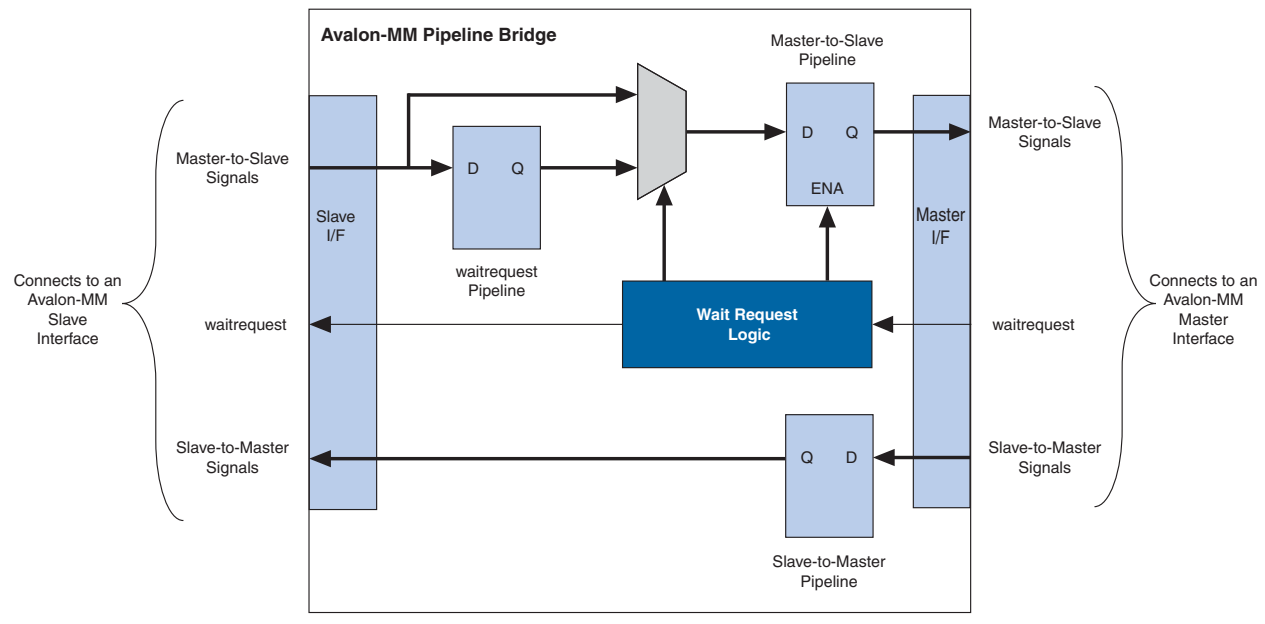 Avalon-MM Pipeline Bridge
Master-to-Slave
Pipeline
D Q
ENA
Master-to-Slave
Signals
Master-to-Slave
Signals
D Q
waitrequest
Pipeline
Slave
I/F
Master
I/F
Connects to an
Avalon-MM
Slave
Interface
waitrequest
Wait Request
Logic
waitrequest
Connects to an
Avalon-MM
Master
Interface
Slave-to-Master
Signals
Q D
Slave-to-Master
Signals
Slave-to-Master
Pipeline